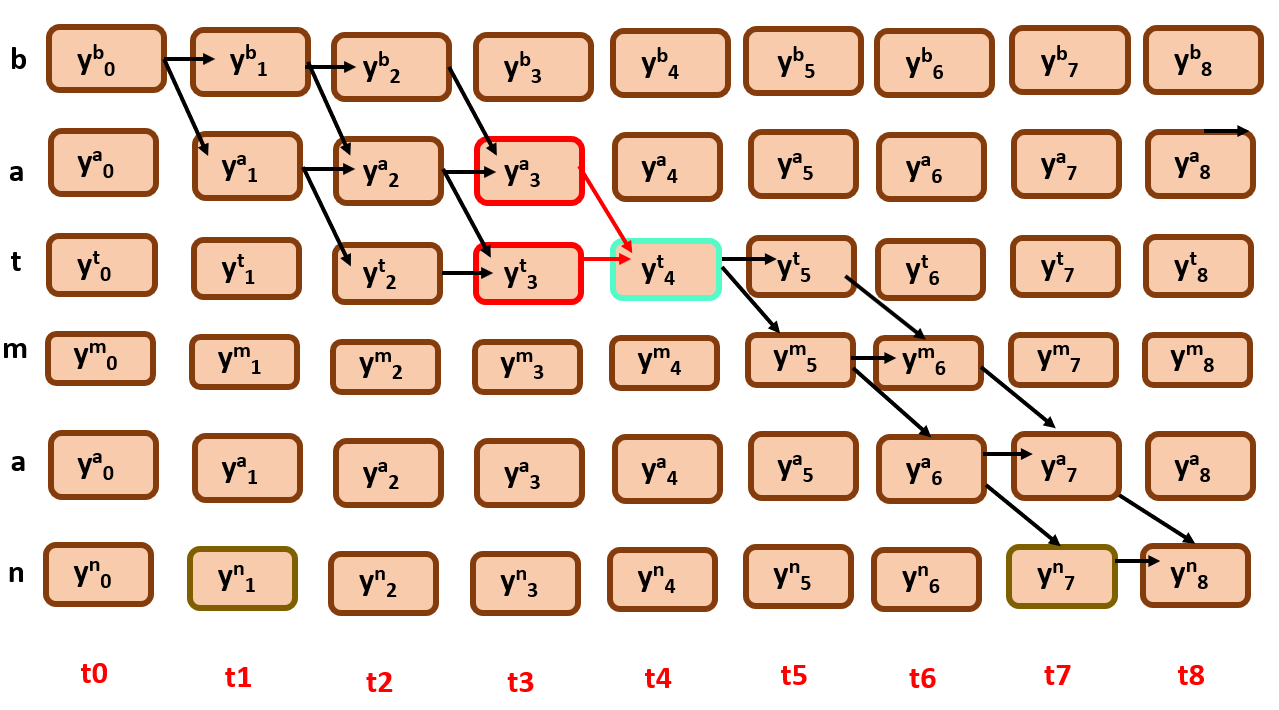 b y^b_0 y^b_1 y^b_2 y^b_3 y^b_4 y^b_5 y^b_6 y^b_7 y^b_8
a y^a_0 y^a_1 y^a_2 y^a_3 y^a_4 y^a_5 y^a_6 y^a_7 y^a_8
t y^t_0 y^t_1 y^t_2 y^t_3 y^t_4 y^t_5 y^t_6 y^t_7 y^t_8
m y^m_0 y^m_1 y^m_2 y^m_3 y^m_4 y^m_5 y^m_6 y^m_7 y^m_8
a y^a_0 y^a_1 y^a_2 y^a_3 y^a_4 y^a_5 y^a_6 y^a_7 y^a_8
n y^n_0 y^n_1 y^n_2 y^n_3 y^n_4 y^n_5 y^n_6 y^n_7 y^n_8
t0 t1 t2 t3 t4 t5 t6 t7 t8